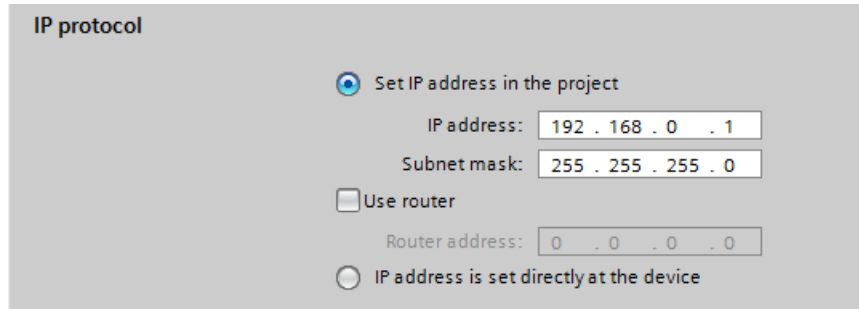 IP protocol
Set IP address in the project
IP address: 192 . 168 . 0 . 1
Subnet mask: 255 . 255 . 255 . 0
Use router
Router address: 0 . 0 . 0 . 0
IP address is set directly at the device